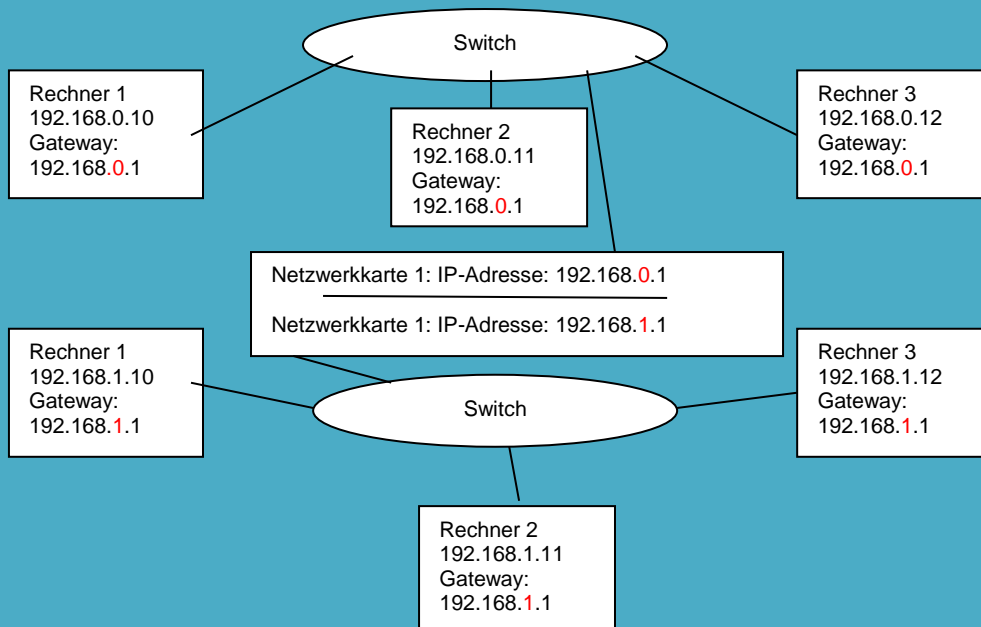 Switch
Rechner 1
192.168.0.10
Gateway:
192.168.0.1
Rechner 2
192.168.0.11
Gateway:
192.168.0.1
Rechner 3
192.168.0.12
Gateway:
192.168.0.1
Netzwerkkarte 1: IP-Adresse: 192.168.0.1
Netzwerkkarte 1: IP-Adresse: 192.168.1.1
Rechner 1
192.168.1.10
Gateway:
192.168.1.1
Switch
Rechner 3
192.168.1.12
Gateway:
192.168.1.1
Rechner 2
192.168.1.11
Gateway:
192.168.1.1